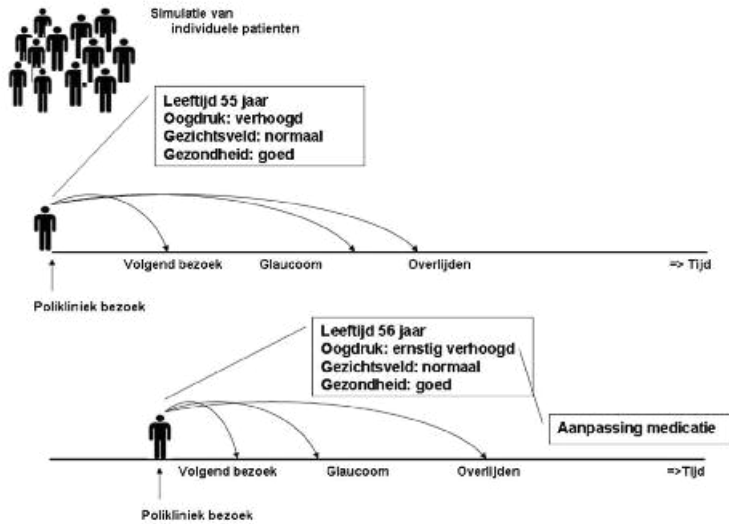 Simulatie van
individuele patienten
Leeftijd 55 jaar
Oogdruk: verhoogd
Gezichtsveld: normaal
Gezondheid: goed
Volgend bezoek Glaucoom Overlijden => Tijd
Polikliniek bezoek
Leeftijd 56 jaar
Oogdruk: ernstig verhoogd
Gezichtsveld: normaal
Gezondheid: goed
Aanpassing medicatie
Volgend bezoek Glaucoom Overlijden =>Tijd
Polikliniek bezoek